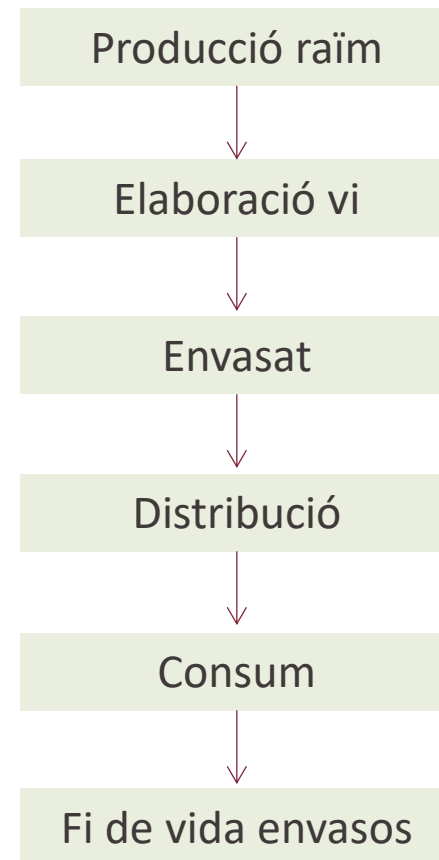 Producció raïm
Elaboració vi
Envasat
Distribució
Consum
Fi de vida envasos